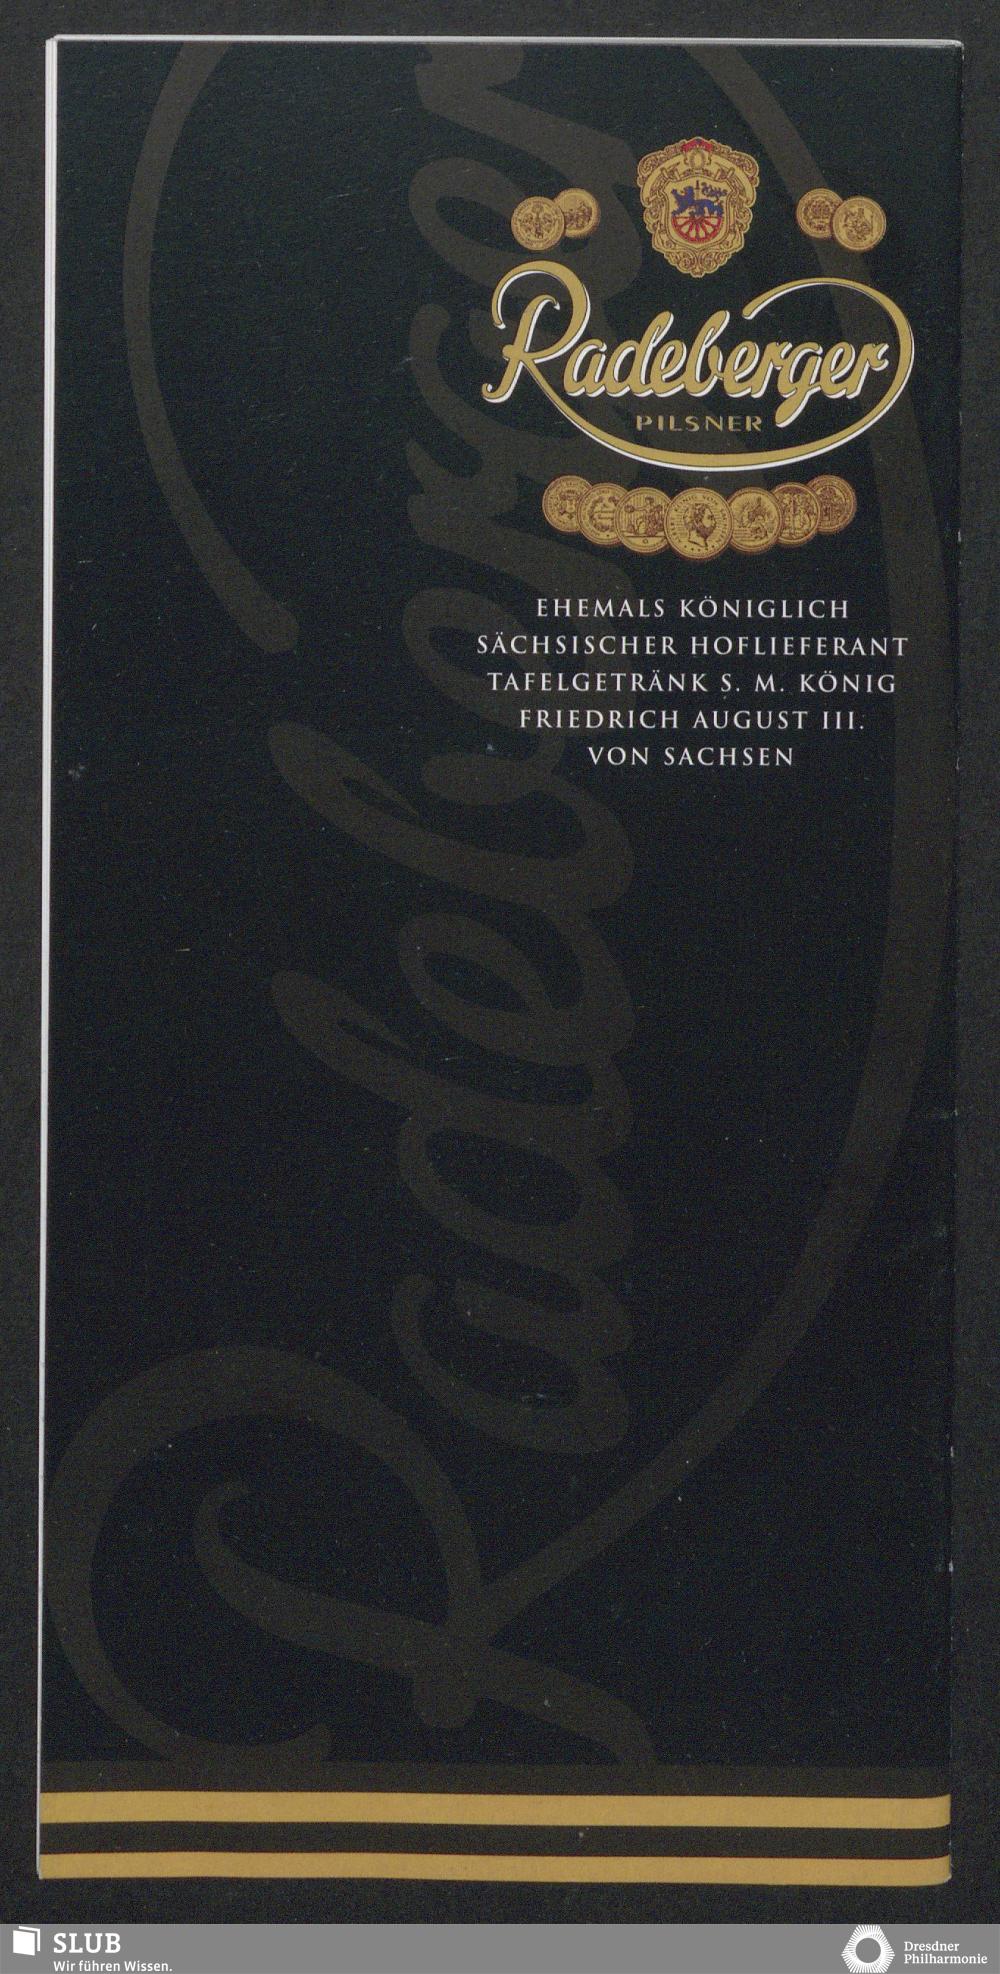 Radeberger
PILSNER
EHEMALS KÖNIGLICH
SÄCHSISCHER HOFLIEFERANT
TAFELGETRÄNK S. M. KÖNIG
FRIEDRICH AUGUST III.
VON SACHSEN
Radeberger
SLUB
Wir führen Wissen.
Dresdner
Philharmonie